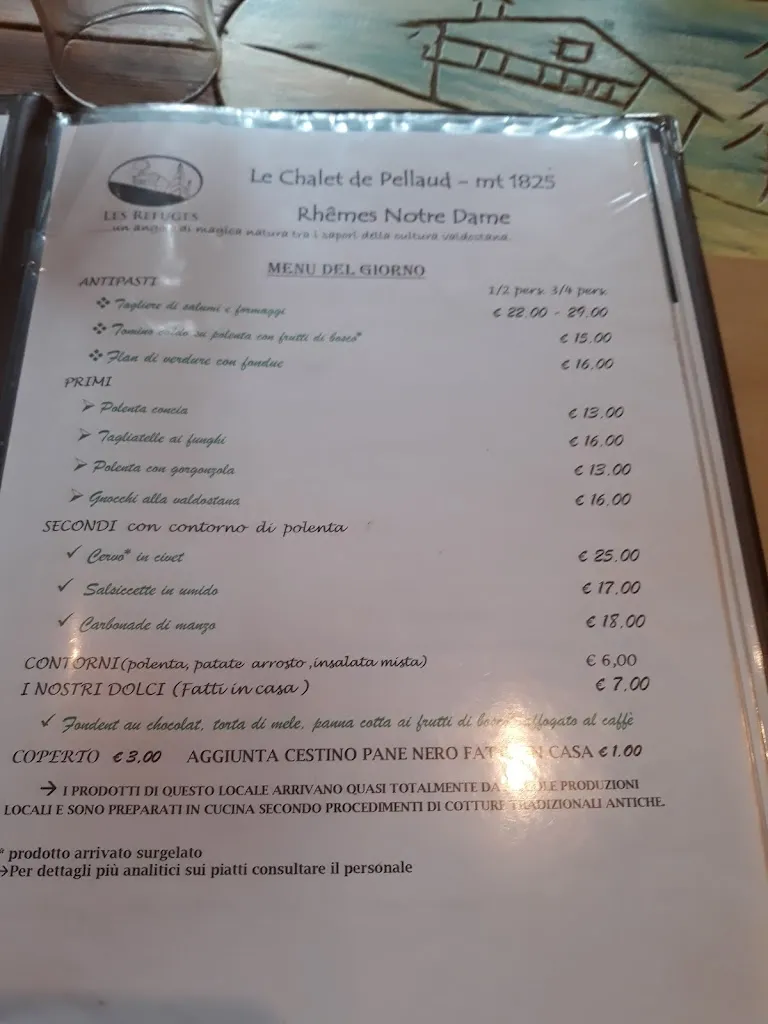 Le Chalet de Pellaud - mt 1825
LES REFUGES
Rhêmes Notre Dame
un angolo di magica natura tra i sapori della cultura valdostana.
MENU DEL GIORNO
ANTIPASTI 1/2 pers. 3/4 pers.
❖ Tagliere di salumi e formaggi € 22.00 - 29.00
❖ Tomino caldo su polenta con frutti di bosco* € 15.00
❖ Flan di verdure con fondue € 16.00
PRIMI
➢ Polenta concia € 13.00
➢ Tagliatelle ai funghi € 16.00
➢ Polenta con gorgonzola € 13.00
➢ Gnocchi alla valdostana € 16.00
SECONDI con contorno di polenta
✓ Cervo* in civet € 25.00
✓ Salsiccette in umido € 17.00
✓ Carbonade di manzo € 18,00
CONTORNI(polenta, patate arrosto ,insalata mista) € 6,00
I NOSTRI DOLCI (Fatti in casa ) € 7.00
✓ Fondent au chocolat, torta di mele, panna cotta ai frutti di bosco, affogato al caffè
COPERTO € 3.00 AGGIUNTA CESTINO PANE NERO FATTO IN CASA € 1.00
→ I PRODOTTI DI QUESTO LOCALE ARRIVANO QUASI TOTALMENTE DA PICCOLE PRODUZIONI
LOCALI E SONO PREPARATI IN CUCINA SECONDO PROCEDIMENTI DI COTTURE TRADIZIONALI ANTICHE.
* prodotto arrivato surgelato
→Per dettagli più analitici sui piatti consultare il personale